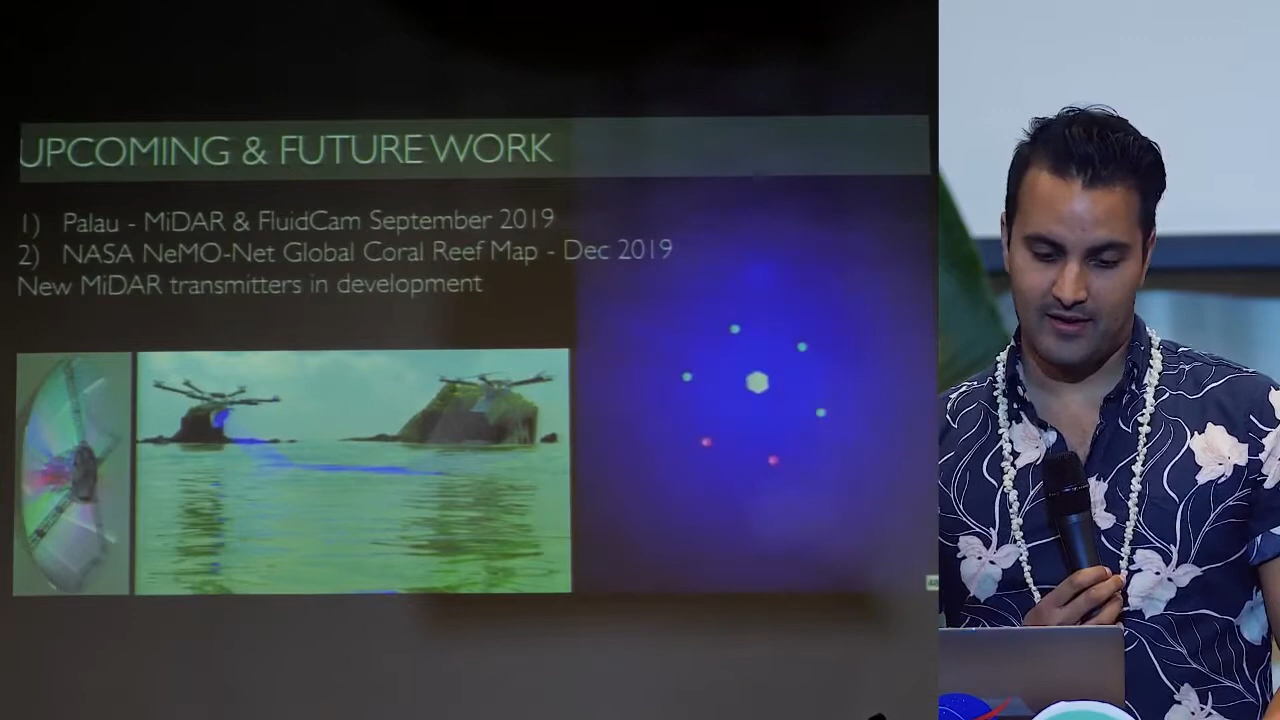 UPCOMING & FUTURE WORK
1) Palau - MiDAR & FluidCam September 2019
2) NASA NeMO-Net Global Coral Reef Map - Dec 2019
New MiDAR transmitters in development